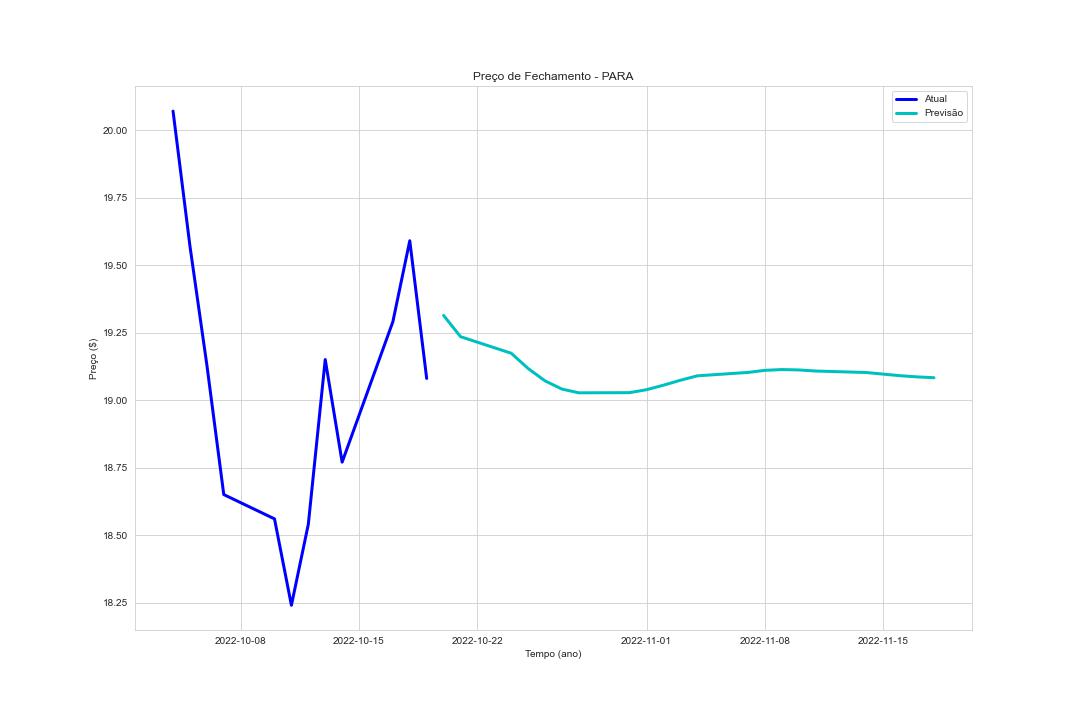 Preço de Fechamento - PARA
Atual
Previsão
20.00
19.75
19.50
19.25
19.00
18.75
18.50
18.25
Preço ($)
2022-10-08
2022-10-15
2022-10-22
2022-11-01
2022-11-08
2022-11-15
Tempo (ano)